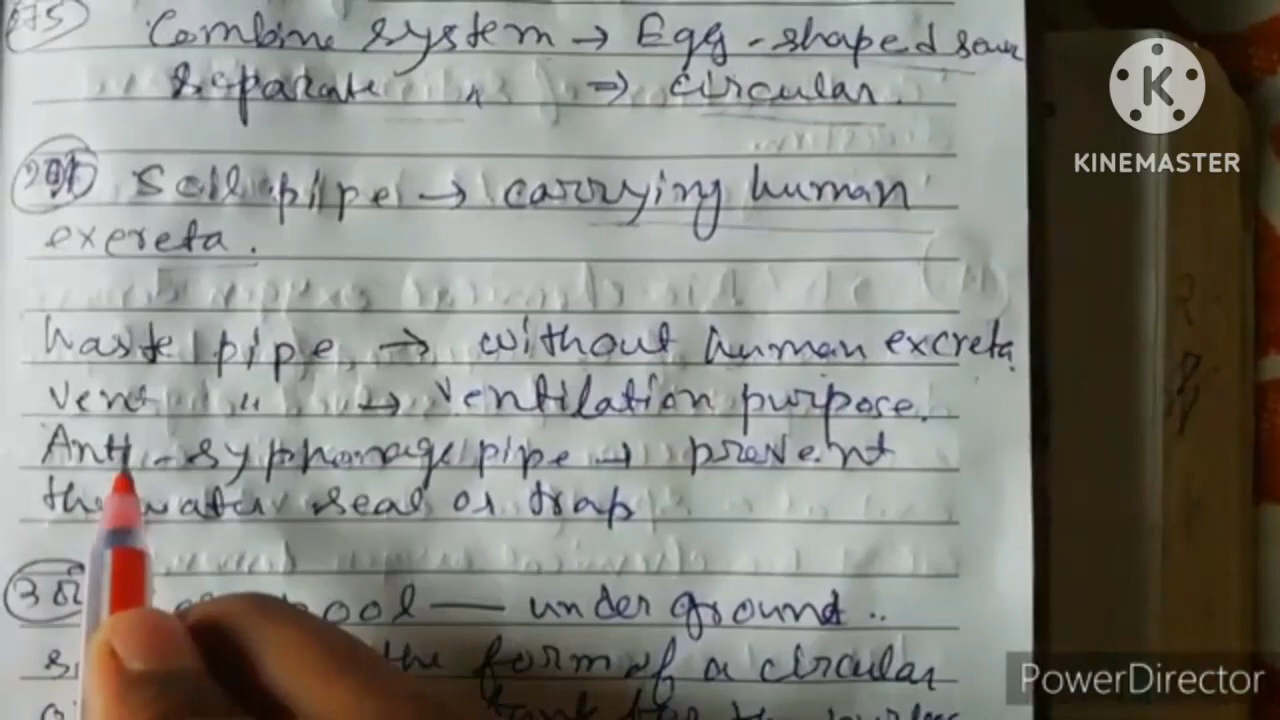 Combine system → Egg-shaped sewer
separate " → circular.
Soil pipe → carrying human
excreta.
waste pipe → without human excreta
Vent " → ventilation purpose.
Anti-syphonage pipe → prevent
the water seal of trap
pool — under ground..
the form of a circular
KINEMASTER
PowerDirector